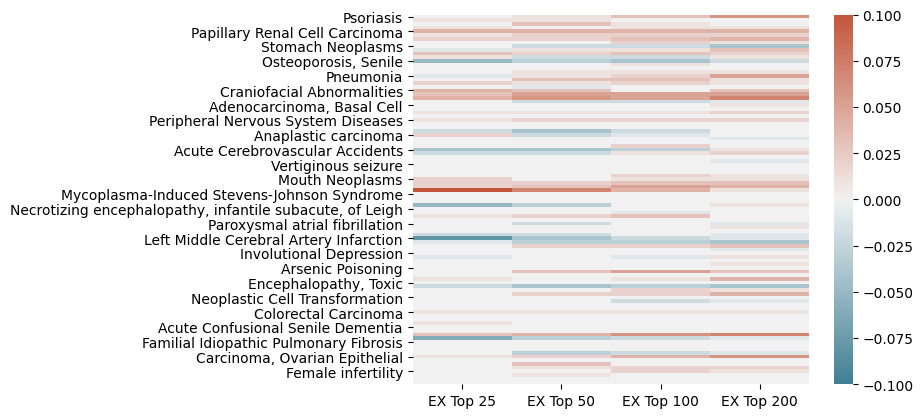 Psoriasis
Papillary Renal Cell Carcinoma
Stomach Neoplasms
Osteoporosis, Senile
Pneumonia
Craniofacial Abnormalities
Adenocarcinoma, Basal Cell
Peripheral Nervous System Diseases
Anaplastic carcinoma
Acute Cerebrovascular Accidents
Vertiginous seizure
Mouth Neoplasms
Mycoplasma-Induced Stevens-Johnson Syndrome
Necrotizing encephalopathy, infantile subacute, of Leigh
Paroxysmal atrial fibrillation
Left Middle Cerebral Artery Infarction
Involutional Depression
Arsenic Poisoning
Encephalopathy, Toxic
Neoplastic Cell Transformation
Colorectal Carcinoma
Acute Confusional Senile Dementia
Familial Idiopathic Pulmonary Fibrosis
Carcinoma, Ovarian Epithelial
Female infertility
EX Top 25 EX Top 50 EX Top 100 EX Top 200
0.100
0.075
0.050
0.025
0.000
−0.025
−0.050
−0.075
−0.100